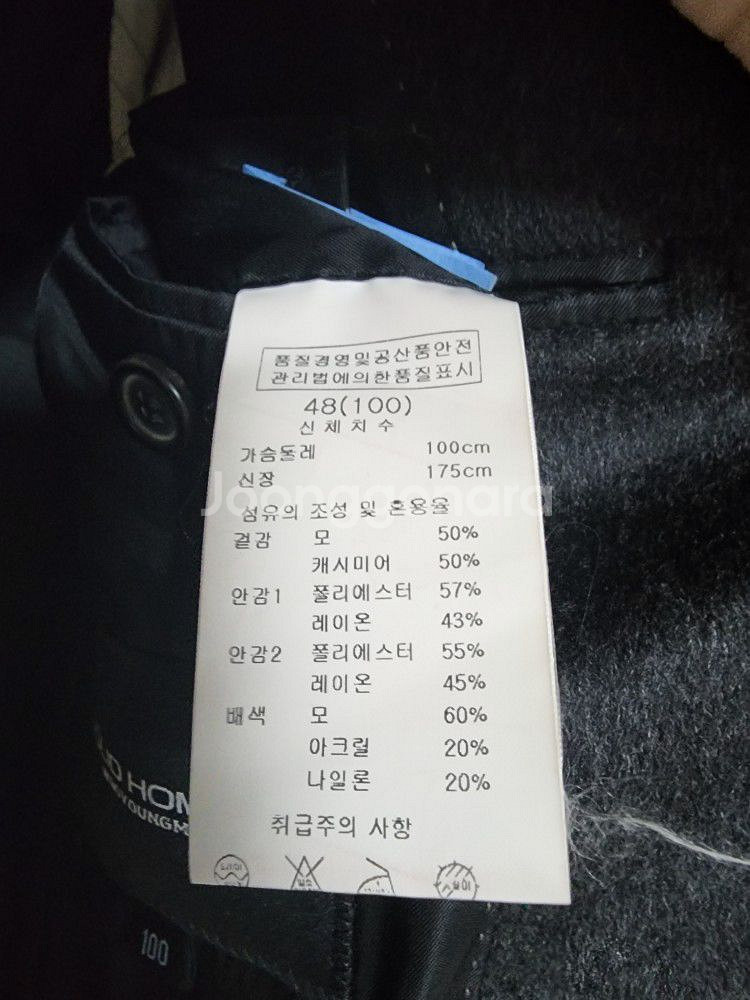 품질경영및공산품안전
관리법에의한품질표시
48(100)
신체치수
가슴둘레 100cm
신장 175cm
Joonggonara
섬유의 조성 및 혼용율
겉감 모 50%
캐시미어 50%
안감1 폴리에스터 57%
레이온 43%
안감2 폴리에스터 55%
레이온 45%
배색 모 60%
아크릴 20%
나일론 20%
취급주의 사항
드라이
HOM
YOUNGM
100